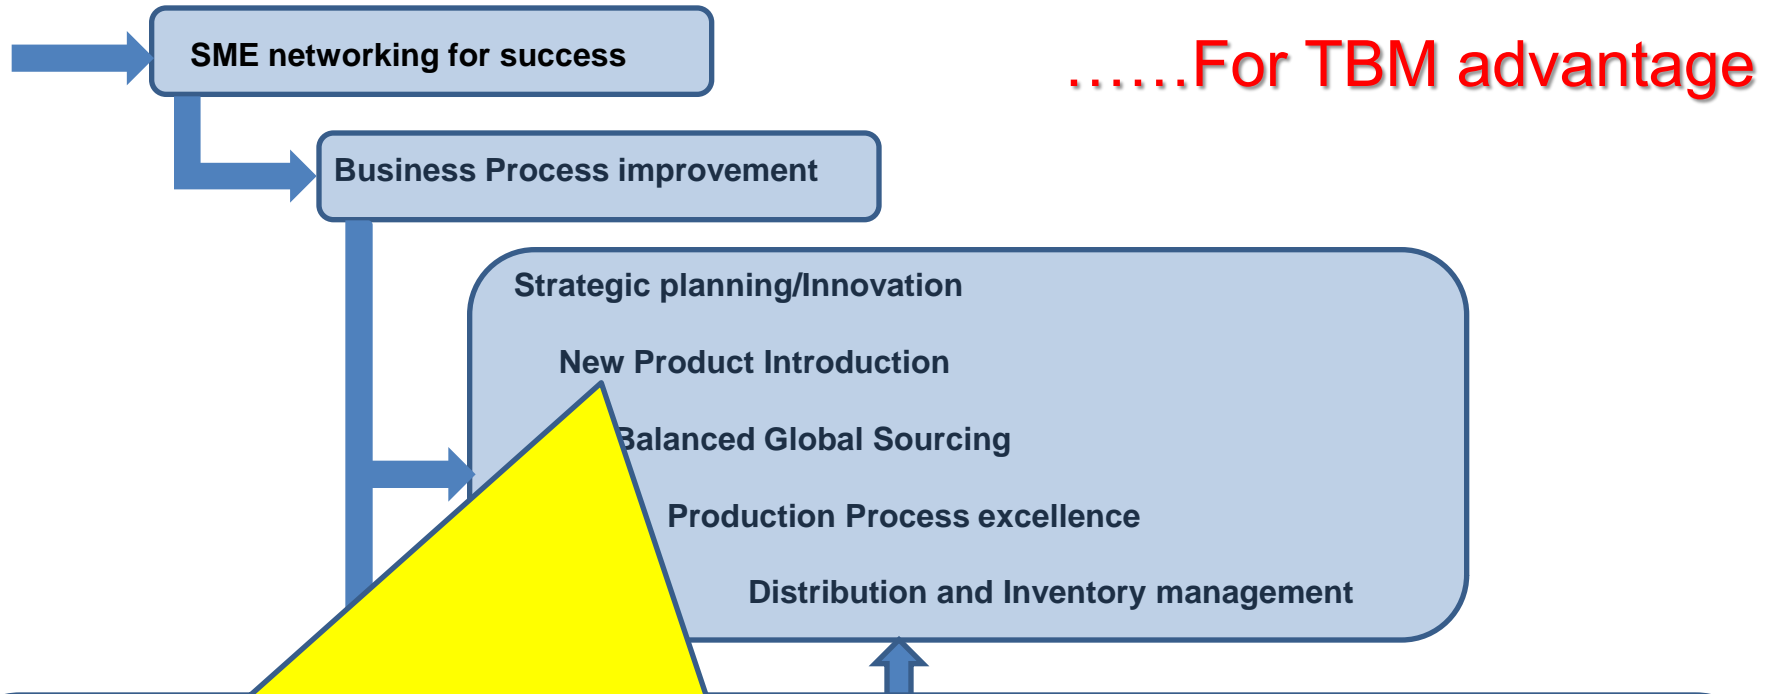 SME networking for success
……For TBM advantage
Business Process improvement
Strategic planning/Innovation
New Product Introduction
Balanced Global Sourcing
Production Process excellence
Distribution and Inventory management